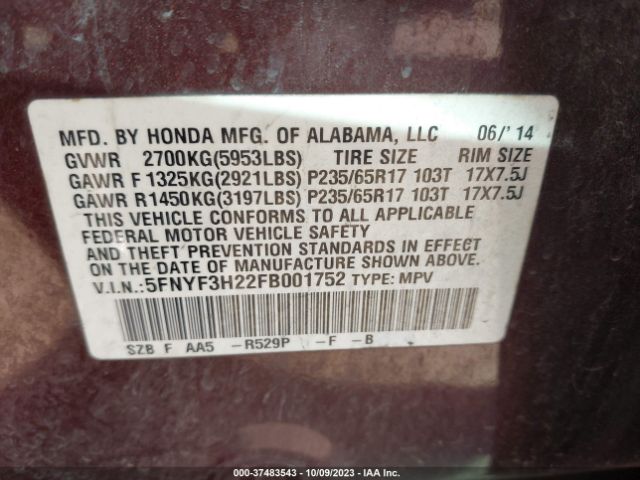 MFD. BY HONDA MFG. OF ALABAMA, LLC 06/'14
GVWR 2700KG(5953LBS) TIRE SIZE RIM SIZE
GAWR F 1325KG(2921LBS) P235/65R17 103T 17X7.5J
GAWR R1450KG(3197LBS) P235/65R17 103T 17X7.5J
THIS VEHICLE CONFORMS TO ALL APPLICABLE
FEDERAL MOTOR VEHICLE SAFETY
AND THEFT PREVENTION STANDARDS IN EFFECT
ON THE DATE OF MANUFACTURE SHOWN ABOVE.
V.I.N.:5FNYF3H22FB001752 TYPE: MPV
SZB F AA5 -R529P -F -B
000-37483543 - 10/09/2023 - IAA Inc.